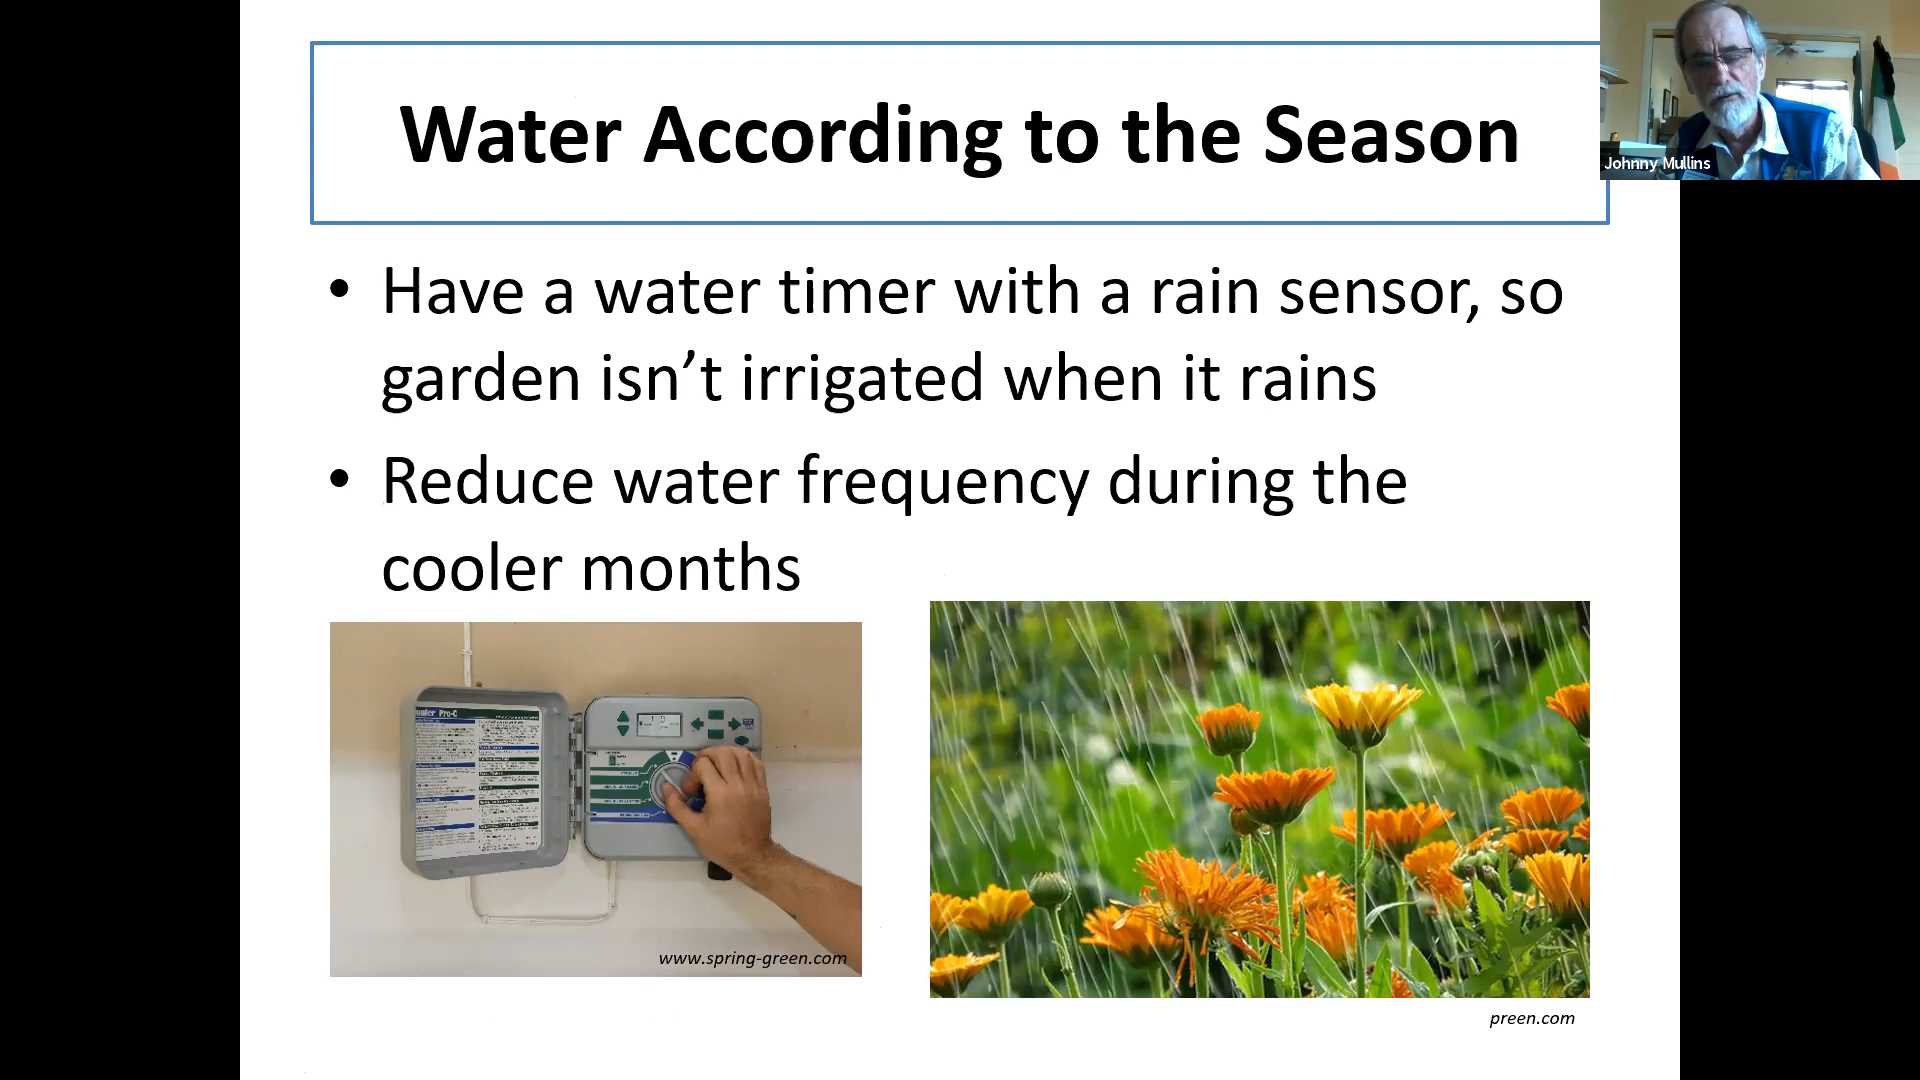 Water According to the Season
Johnny Mullins
• Have a water timer with a rain sensor, so
garden isn’t irrigated when it rains
• Reduce water frequency during the
cooler months
Pro-C
www.spring-green.com
preen.com